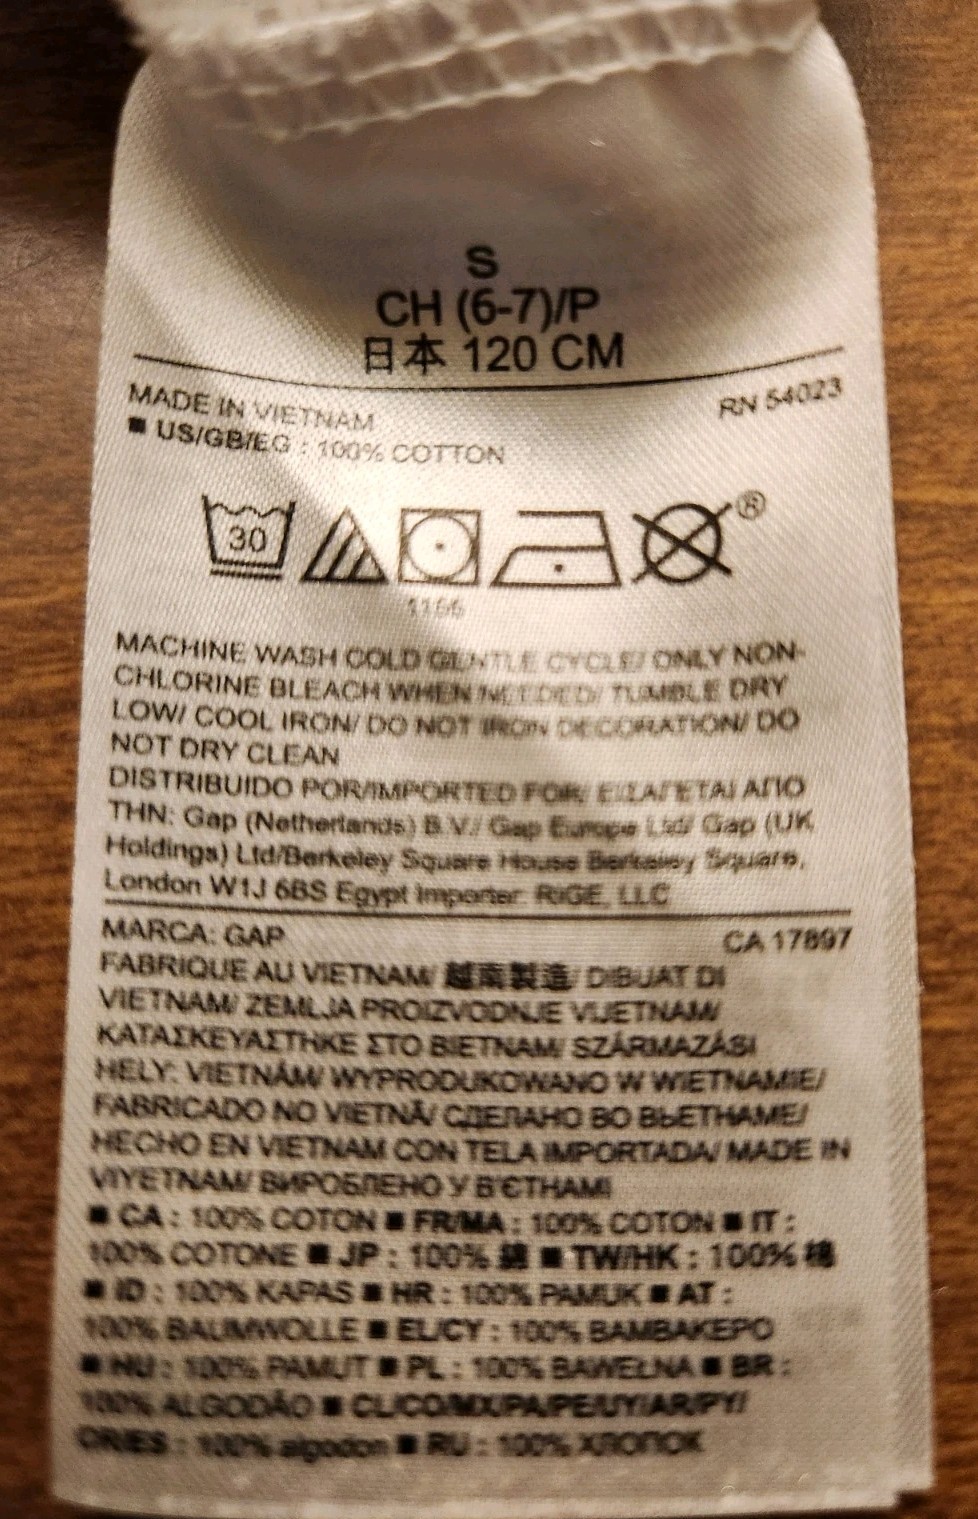 S
CH (6-7)/P
日本 120 CM
MADE IN VIETNAM
RN 54023
■ US/GB/EG : 100% COTTON
30
®
1166
MACHINE WASH COLD GENTLE CYCLE/ ONLY NON-
CHLORINE BLEACH WHEN NEEDED/ TUMBLE DRY
LOW/ COOL IRON/ DO NOT IRON DECORATION/ DO
NOT DRY CLEAN
DISTRIBUIDO POR/IMPORTED FOR/ ΕΙΣΑΓΕΤΑΙ ΑΠΟ
ΤΗΝ: Gap (Netherlands) B.V./ Gap Europe Ltd/ Gap (UK
Holdings) Ltd/Berkeley Square House Berkeley Square,
London W1J 6BS Egypt Importer: RIGE, LLC
MARCA: GAP
CA 17897
FABRIQUE AU VIETNAM/ 越南製造/ DIBUAT DI
VIETNAM/ ZEMLJA PROIZVODNJE VIJETNAM/
ΚΑΤΑΣΚΕΥΑΣΤΗΚΕ ΣΤΟ ΒΙΕΤΝΑΜ/ SZÁRMAZÁSI
HELY: VIETNÁM/ WYPRODUKOWANO W WIETNAMIE/
FABRICADO NO VIETNÃ/ СДЕЛАНО ВО ВЬЕТНАМЕ/
HECHO EN VIETNAM CON TELA IMPORTADA/ MADE IN
VIYETNAM/ ВИРОБЛЕНО У В'ЄТНАМІ
■ CA : 100% COTON ■ FR/MA : 100% COTON ■ IT :
100% COTONE ■ JP : 100% 綿 ■ TW/HK : 100% 棉
■ ID : 100% KAPAS ■ HR : 100% PAMUK ■ AT :
100% BAUMWOLLE ■ EL/CY : 100% ΒΑΜΒΑΚΕΡΟ
■ HU : 100% PAMUT ■ PL : 100% BAWEŁNA ■ BR :
100% ALGODÃO ■ CL/CO/MX/PA/PE/UY/AR/PY/
CR/ES : 100% algodon ■ RU : 100% ХЛОПОК